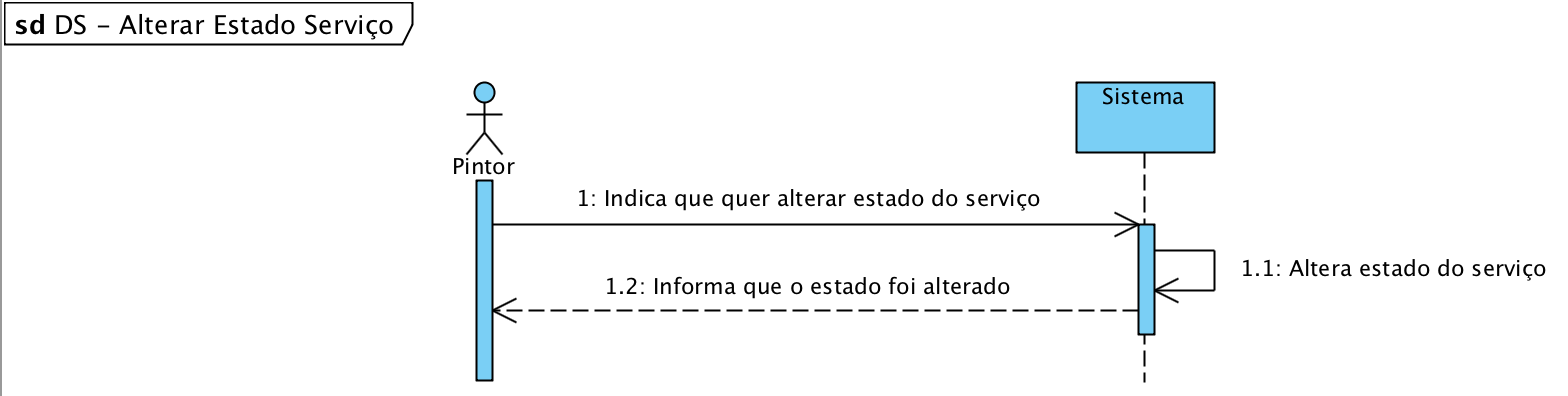 sd DS – Alterar Estado Serviço
Sistema
Pintor
1: Indica que quer alterar estado do serviço
1.1: Altera estado do serviço
1.2: Informa que o estado foi alterado